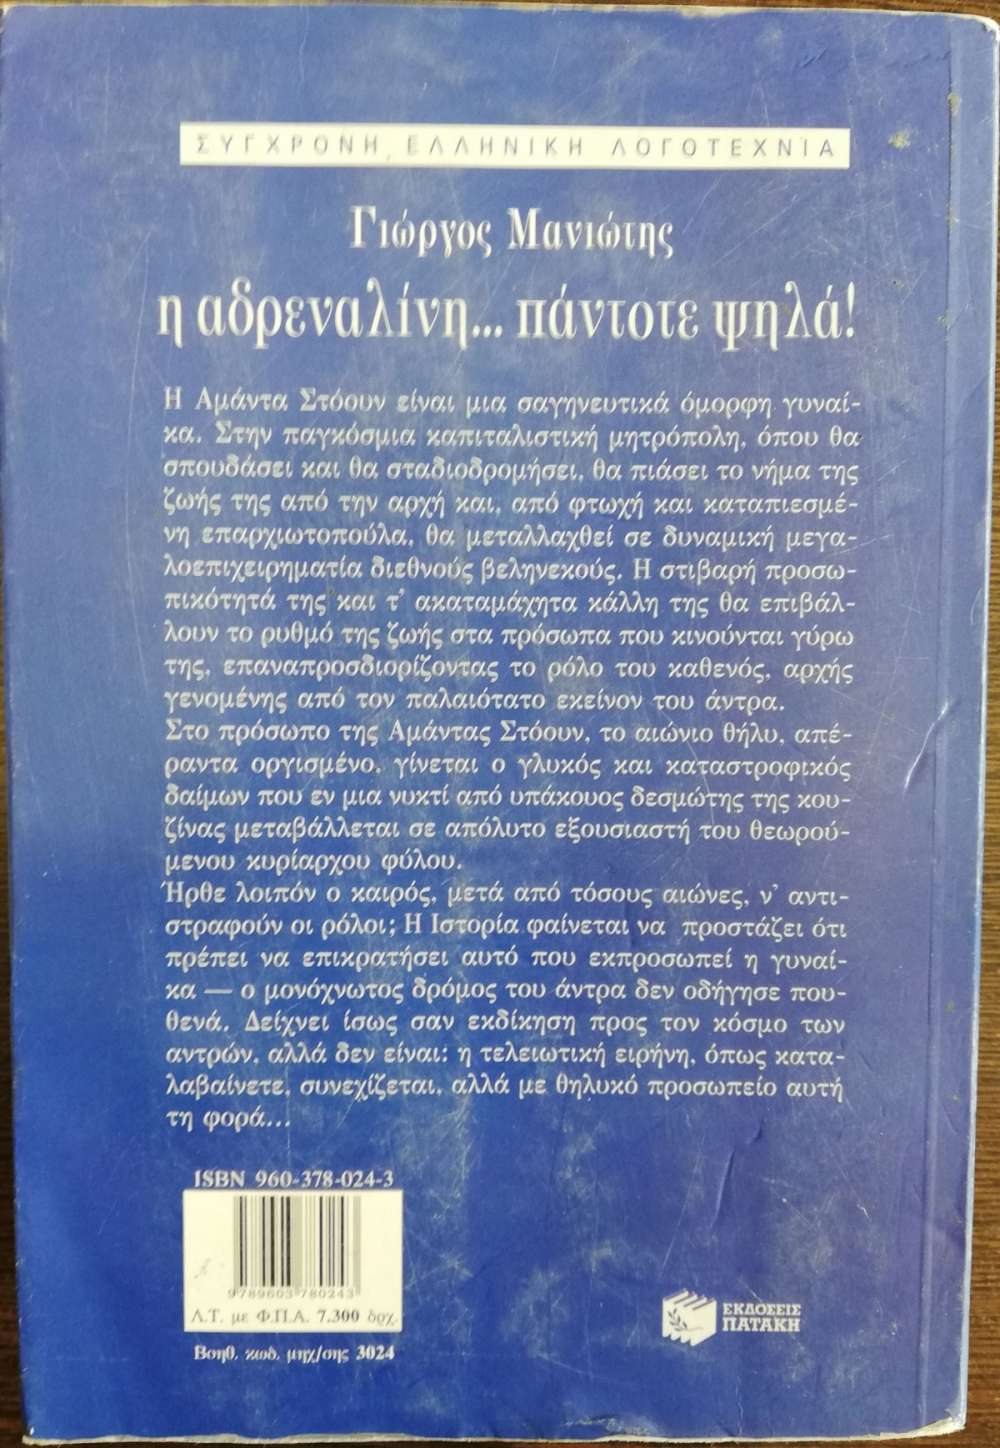 ΣΥΓΧΡΟΝΗ ΕΛΛΗΝΙΚΗ ΛΟΓΟΤΕΧΝΙΑ
Γιώργος Μανιώτης
η αδρεναλίνη... πάντοτε ψηλά!
Η Αμάντα Στόουν είναι μια σαγηνευτικά όμορφη γυναί-
κα. Στην παγκόσμια καπιταλιστική μητρόπολη, όπου θα
σπουδάσει και θα σταδιοδρομήσει, θα πιάσει το νήμα της
ζωής της από την αρχή και, από φτωχή και καταπιεσμέ-
νη επαρχιωτοπούλα, θα μεταλλαχθεί σε δυναμική μεγα-
λοεπιχειρηματία διεθνούς βεληνεκούς. Η στιβαρή προσω-
πικότητά της και τ' ακαταμάχητα κάλλη της θα επιβάλ-
λουν το ρυθμό της ζωής στα πρόσωπα που κινούνται γύρω
της, επαναπροσδιορίζοντας το ρόλο του καθενός, αρχής
γενομένης από τον παλαιότατο εκείνον του άντρα.
Στο πρόσωπο της Αμάντας Στόουν, το αιώνιο θήλυ, απέ-
ραντα οργισμένο, γίνεται ο γλυκός και καταστροφικός
δαίμων που εν μια νυκτί από υπάκουος δεσμώτης της κου-
ζίνας μεταβάλλεται σε απόλυτο εξουσιαστή του θεωρού-
μενου κυρίαρχου φύλου.
Ήρθε λοιπόν ο καιρός, μετά από τόσους αιώνες, ν' αντι-
στραφούν οι ρόλοι; Η Ιστορία φαίνεται να προστάζει ότι
πρέπει να επικρατήσει αυτό που εκπροσωπεί η γυναί-
κα — ο μονόχνωτος δρόμος του άντρα δεν οδήγησε που-
θενά. Δείχνει ίσως σαν εκδίκηση προς τον κόσμο των
αντρών, αλλά δεν είναι: η τελειωτική ειρήνη, όπως κατα-
λαβαίνετε, συνεχίζεται, αλλά με θηλυκό προσωπείο αυτή
τη φορά...
ISBN 960-378-024-3
9789603 780243
Λ.Τ. με Φ.Π.Α. 7.300 δρχ.
Βοηθ. κωδ. μηχ/σης 3024
ΕΚΔΟΣΕΙΣ
ΠΑΤΑΚΗ